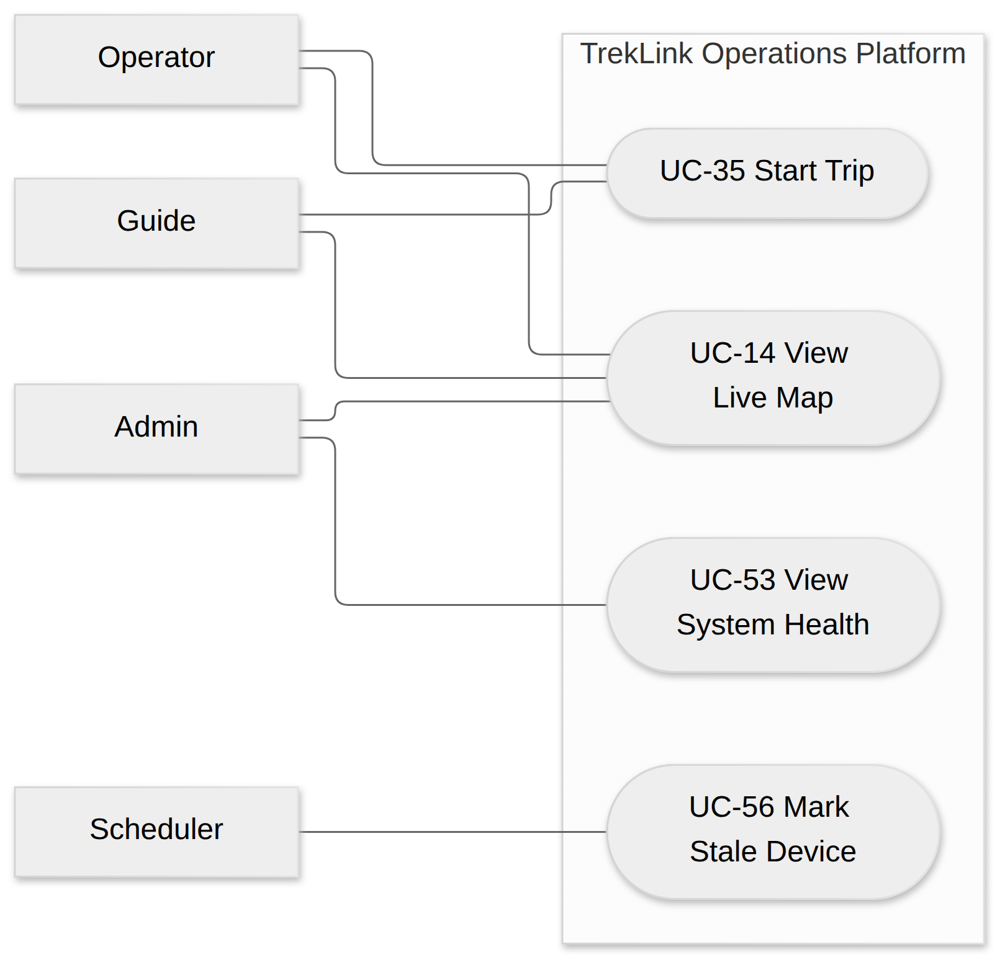 Operator
Guide
Admin
Scheduler
TrekLink Operations Platform
UC-35 Start Trip
UC-14 View
Live Map
UC-53 View
System Health
UC-56 Mark
Stale Device